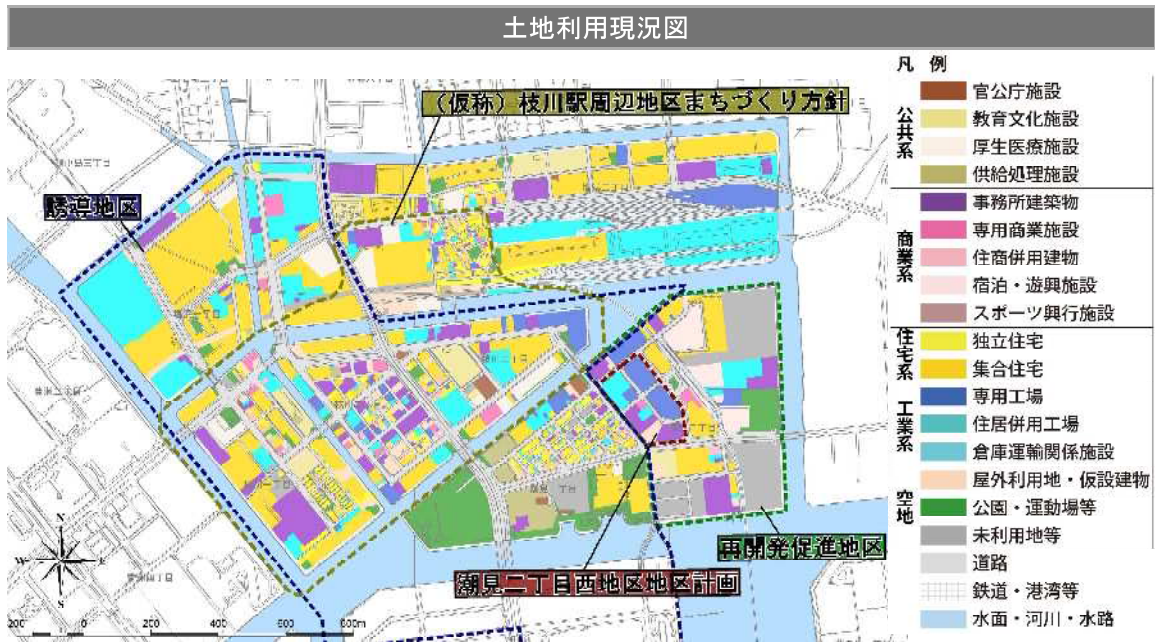 土地利用現況図
(仮称)枝川駅周辺地区まちづくり方針
誘導地区
再開発促進地区
潮見二丁目西地区地区計画
N
W
E
S
200
0
200
400
600
800m
凡 例
公共系
官公庁施設
教育文化施設
厚生医療施設
供給処理施設
商業系
事務所建築物
専用商業施設
住商併用建物
宿泊・遊興施設
スポーツ興行施設
住宅系
独立住宅
集合住宅
工業系
専用工場
住居併用工場
倉庫運輸関係施設
空地
屋外利用地・仮設建物
公園・運動場等
未利用地等
道路
鉄道・港湾等
水面・河川・水路